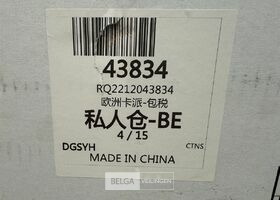 43834
RQ2212043834
欧洲卡派-包税
私人仓-BE
4 / 15
DGSYH CTNS
MADE IN CHINA
BELGA